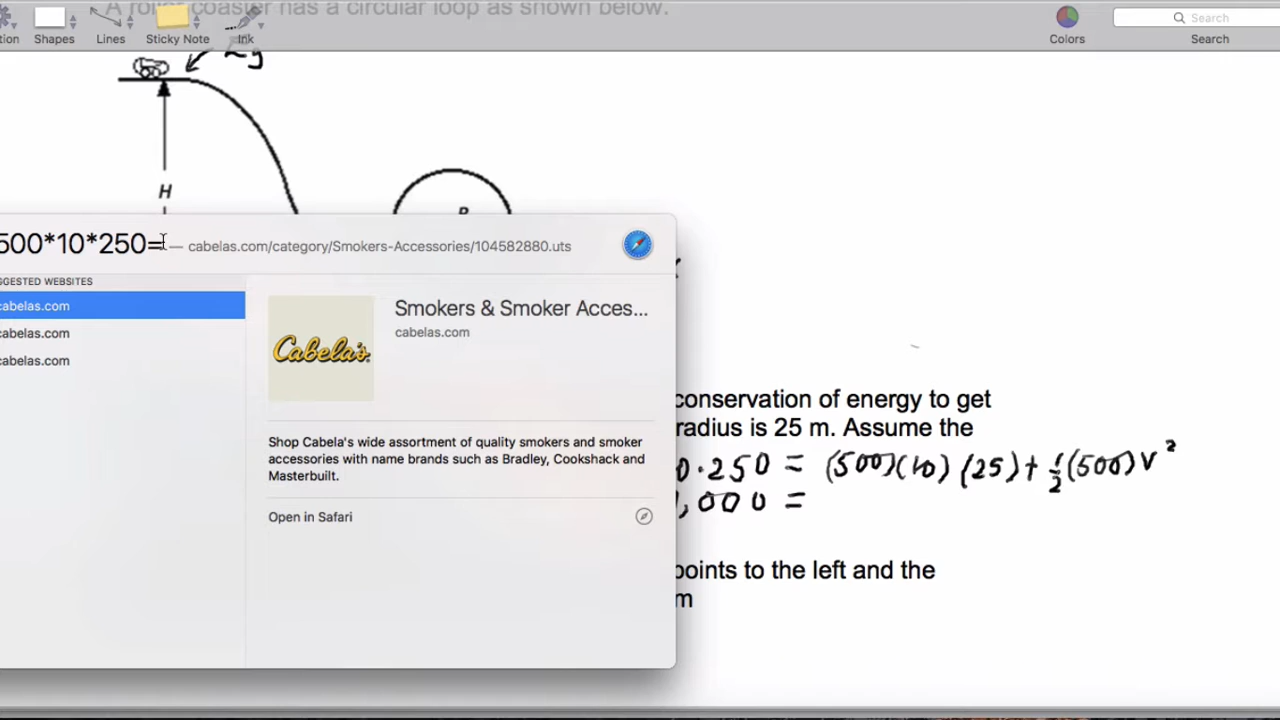 A roller coaster has a circular loop as shown below.
tion Shapes Lines Sticky Note Ink Colors Search
Search
H
R
500*10*250= — cabelas.com/category/Smokers-Accessories/104582880.uts
GGESTED WEBSITES
cabelas.com
cabelas.com
cabelas.com
Smokers & Smoker Acces...
cabelas.com
Cabela's
Shop Cabela's wide assortment of quality smokers and smoker
accessories with name brands such as Bradley, Cookshack and
Masterbuilt.
Open in Safari
conservation of energy to get
radius is 25 m. Assume the
0·250 = (500)(10)(25)+½(500)v²
,000 =
points to the left and the
m